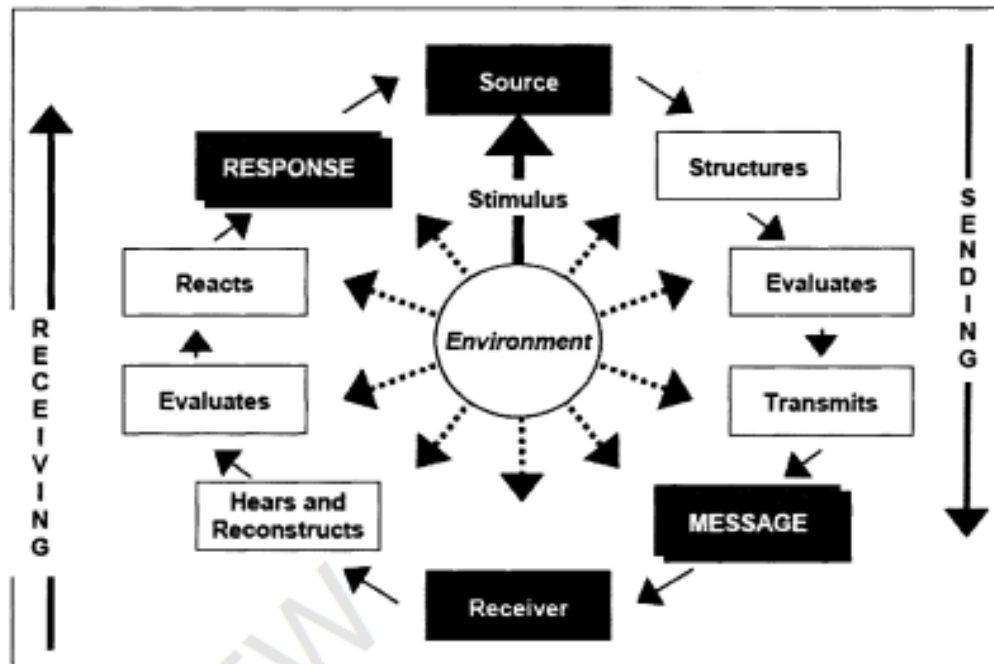 Source
Structures
Evaluates
Transmits
MESSAGE
Receiver
Hears and
Reconstructs
Evaluates
Reacts
RESPONSE
Stimulus
Environment
SENDING
RECEIVING